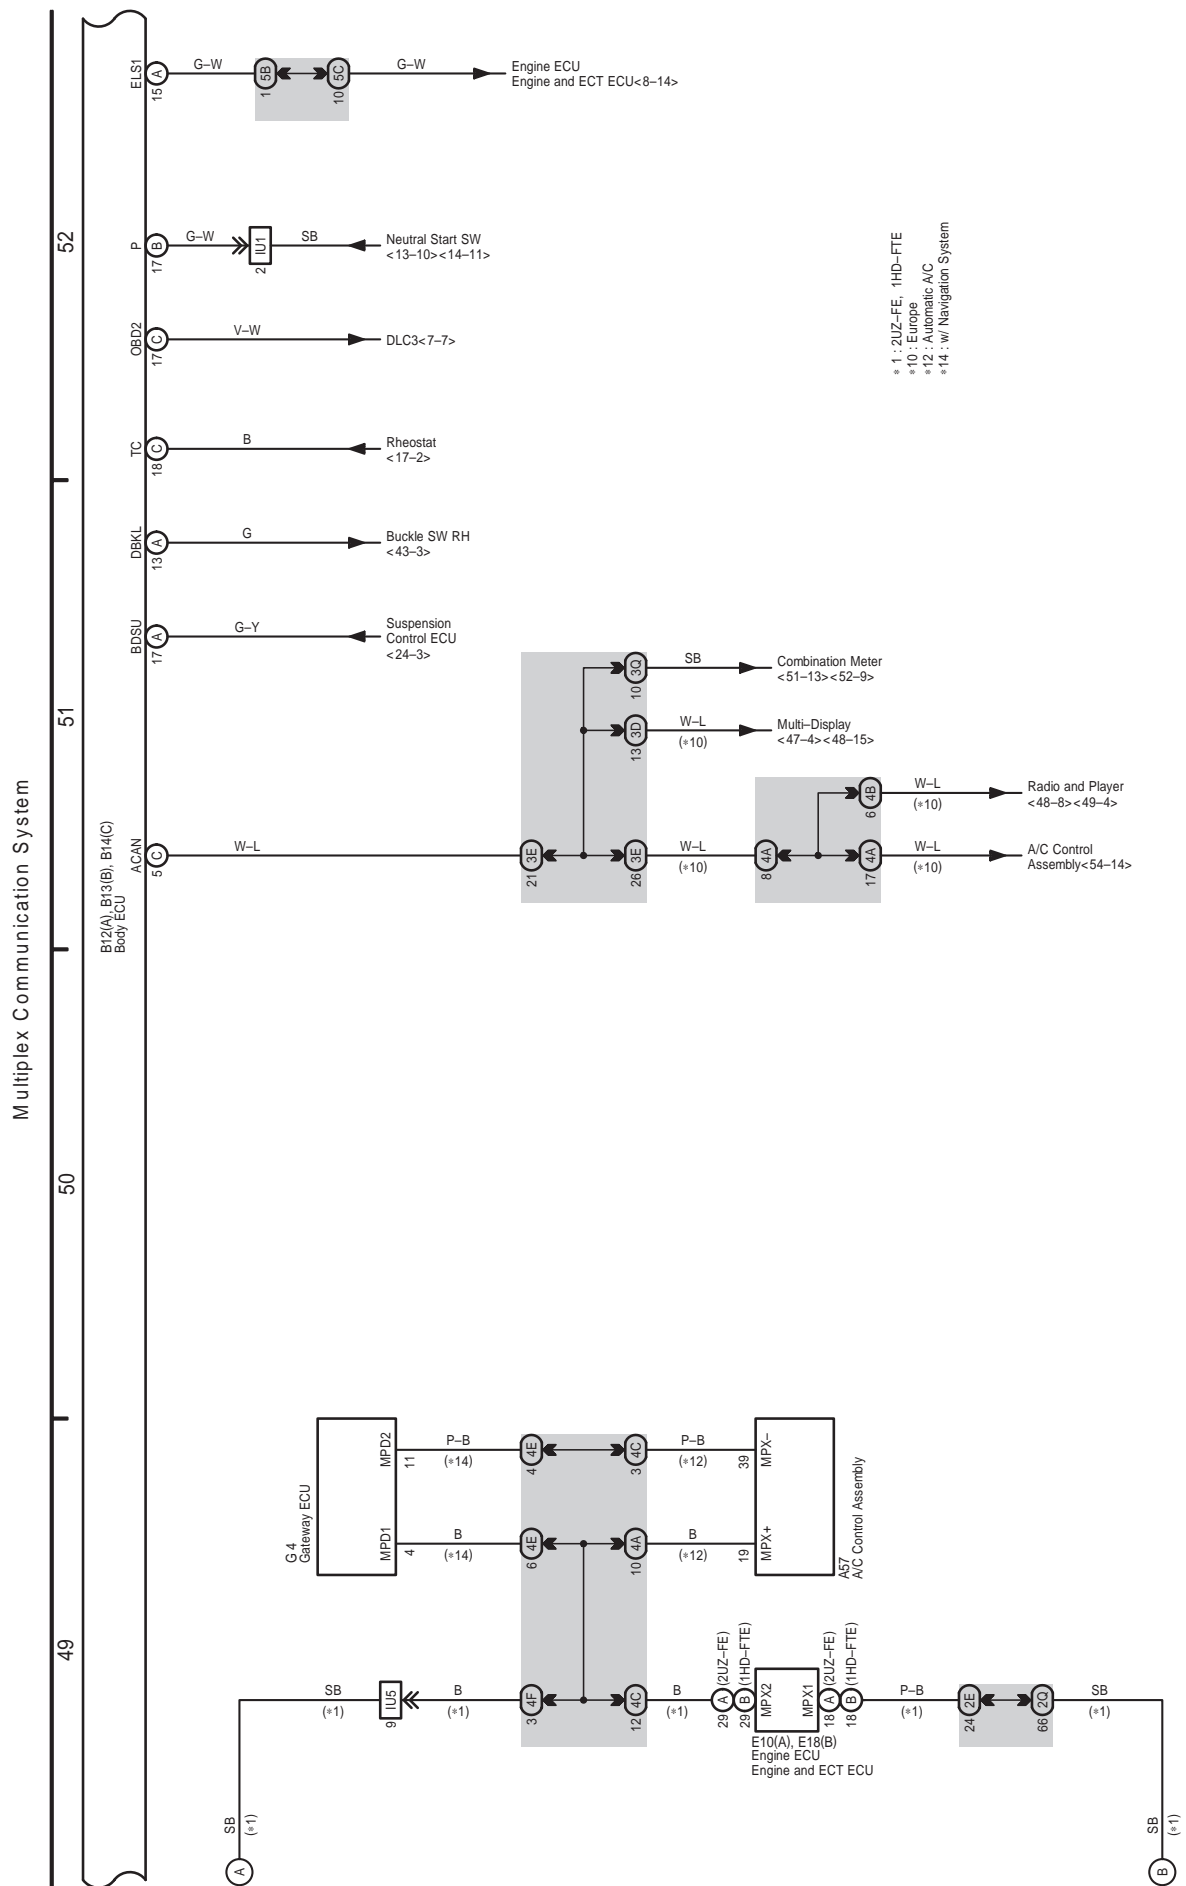 Multiplex Communication System
49
50
51
52
B12(A), B13(B), B14(C)
Body ECU
ELS1
15
A
G–W
1
5B
10
5C
G–W
Engine ECU
Engine and ECT ECU<8–14>
P
17
B
G–W
2
IU1
SB
Neutral Start SW
<13–10><14–11>
OBD2
17
C
V–W
DLC3<7–7>
TC
18
C
B
Rheostat
<17–2>
DBKL
13
A
G
Buckle SW RH
<43–3>
BDSU
17
A
G–Y
Suspension
Control ECU
<24–3>
ACAN
5
C
W–L
21
3E
10
3Q
SB
Combination Meter
<51–13><52–9>
13
3D
W–L
(*10)
Multi–Display
<47–4><48–15>
26
3E
W–L
(*10)
8
4A
6
4B
W–L
(*10)
Radio and Player
<48–8><49–4>
17
4A
W–L
(*10)
A/C Control
Assembly<54–14>
* 1 : 2UZ–FE, 1HD–FTE
*10 : Europe
*12 : Automatic A/C
*14 : w/ Navigation System
G 4
Gateway ECU
MPD2
11
P–B
(*14)
4
4E
3
4C
P–B
(*12)
39
MPX–
MPD1
4
B
(*14)
6
4E
10
4A
B
(*12)
19
MPX+
A57
A/C Control Assembly
A
SB
(*1)
SB
(*1)
9
IU5
B
(*1)
3
4F
12
4C
B
(*1)
29
A
(2UZ–FE)
29
B
(1HD–FTE)
MPX2
MPX1
18
A
(2UZ–FE)
18
B
(1HD–FTE)
E10(A), E18(B)
Engine ECU
Engine and ECT ECU
P–B
(*1)
24
2E
66
2Q
SB
(*1)
SB
(*1)
B